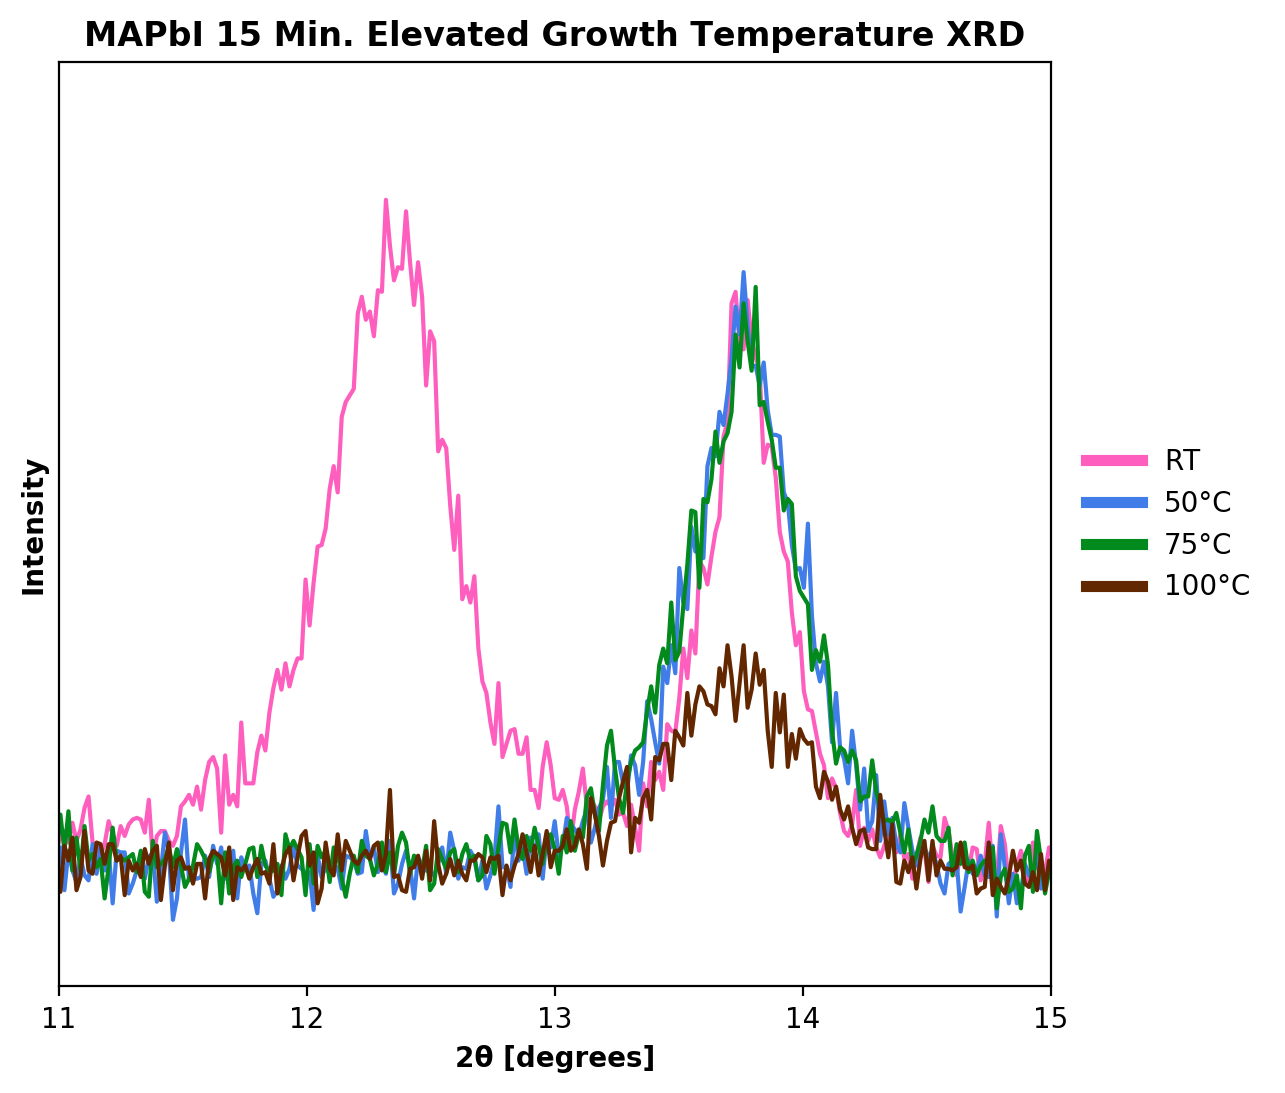 MAPbI 15 Min. Elevated Growth Temperature XRD
Intensity
RT
50°C
75°C
100°C
11 12 13 14 15
2θ [degrees]